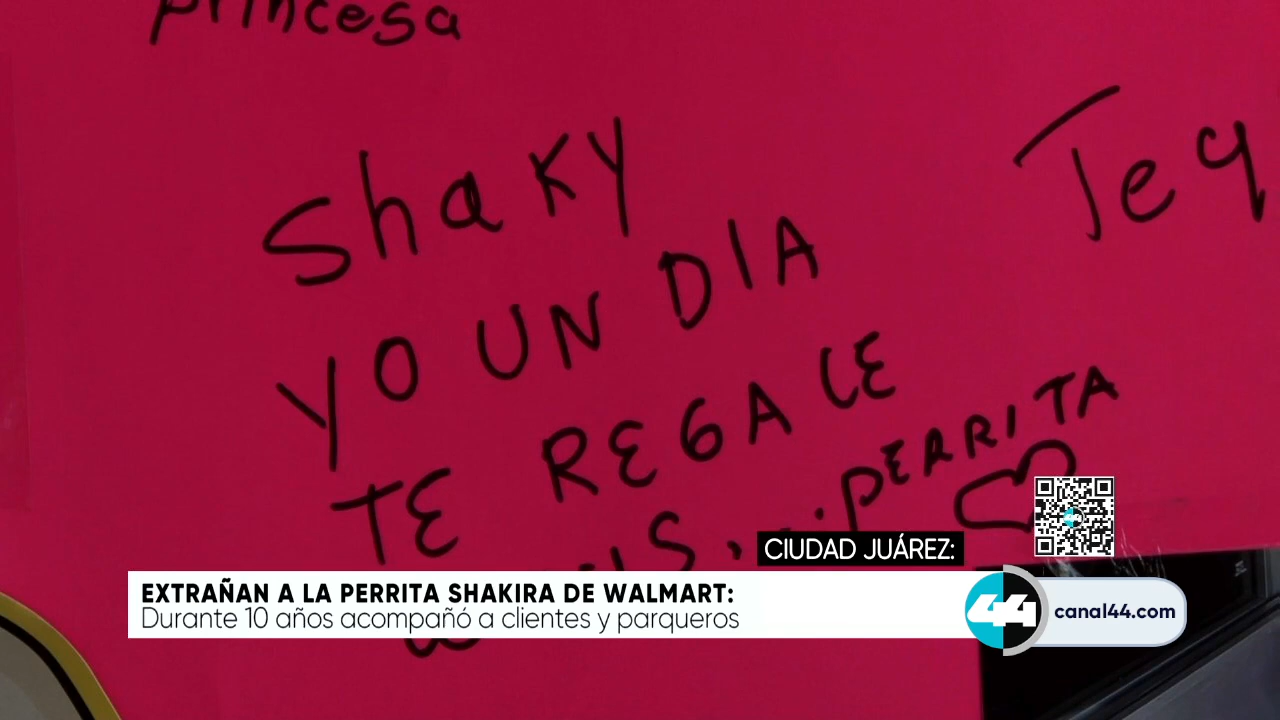 princesa
Shaky
YO UN DIA
TE REGALE
PERRITA
Te q
CIUDAD JUÁREZ:
EXTRAÑAN A LA PERRITA SHAKIRA DE WALMART:
Durante 10 años acompañó a clientes y parqueros
44
canal44.com